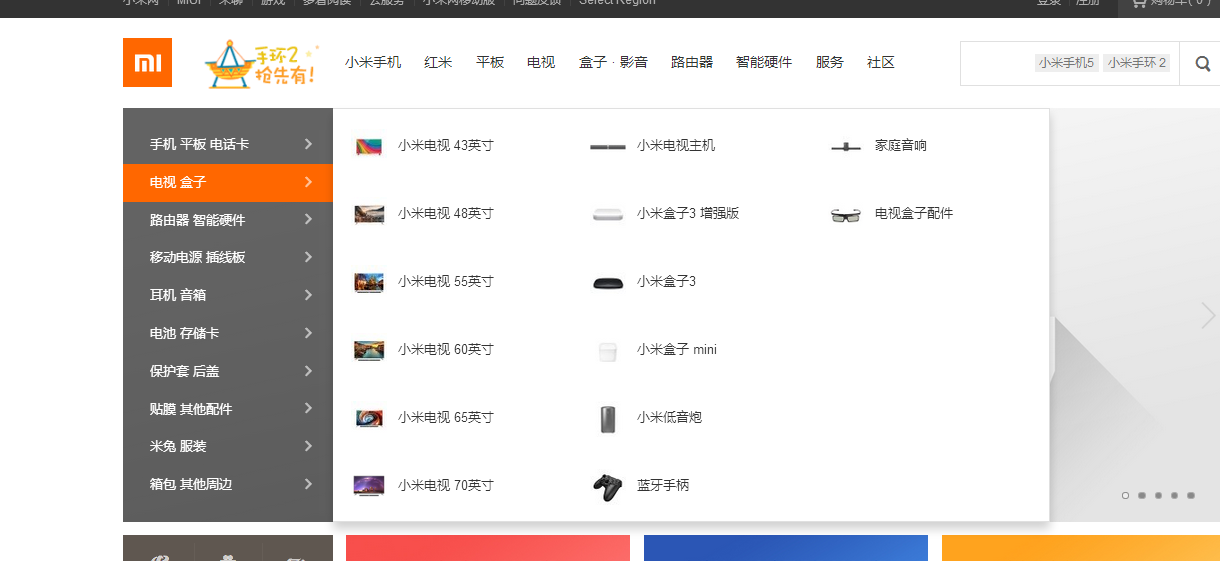 小米网 MIUI 米聊 游戏 多看阅读 云服务 小米网移动版 问题反馈 Select Region 登录 注册 购物车( 0 )
mi
手环2
抢先有!
小米手机 红米 平板 电视 盒子 · 影音 路由器 智能硬件 服务 社区
小米手机5 小米手环 2
手机 平板 电话卡
电视 盒子
路由器 智能硬件
移动电源 插线板
耳机 音箱
电池 存储卡
保护套 后盖
贴膜 其他配件
米兔 服装
箱包 其他周边
小米电视 43英寸
小米电视 48英寸
小米电视 55英寸
小米电视 60英寸
小米电视 65英寸
小米电视 70英寸
小米电视主机
小米盒子3 增强版
小米盒子3
小米盒子 mini
小米低音炮
蓝牙手柄
家庭音响
电视盒子配件